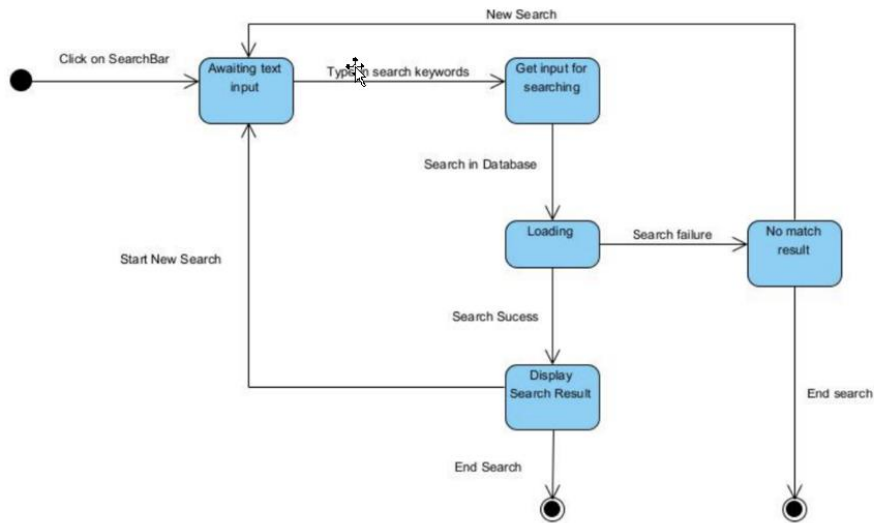 New Search
Click on SearchBar
Awaiting text
input
Type in search keywords
Get input for
searching
Search in Database
Loading
Search failure
No match
result
Start New Search
Search Sucess
Display
Search Result
End search
End Search